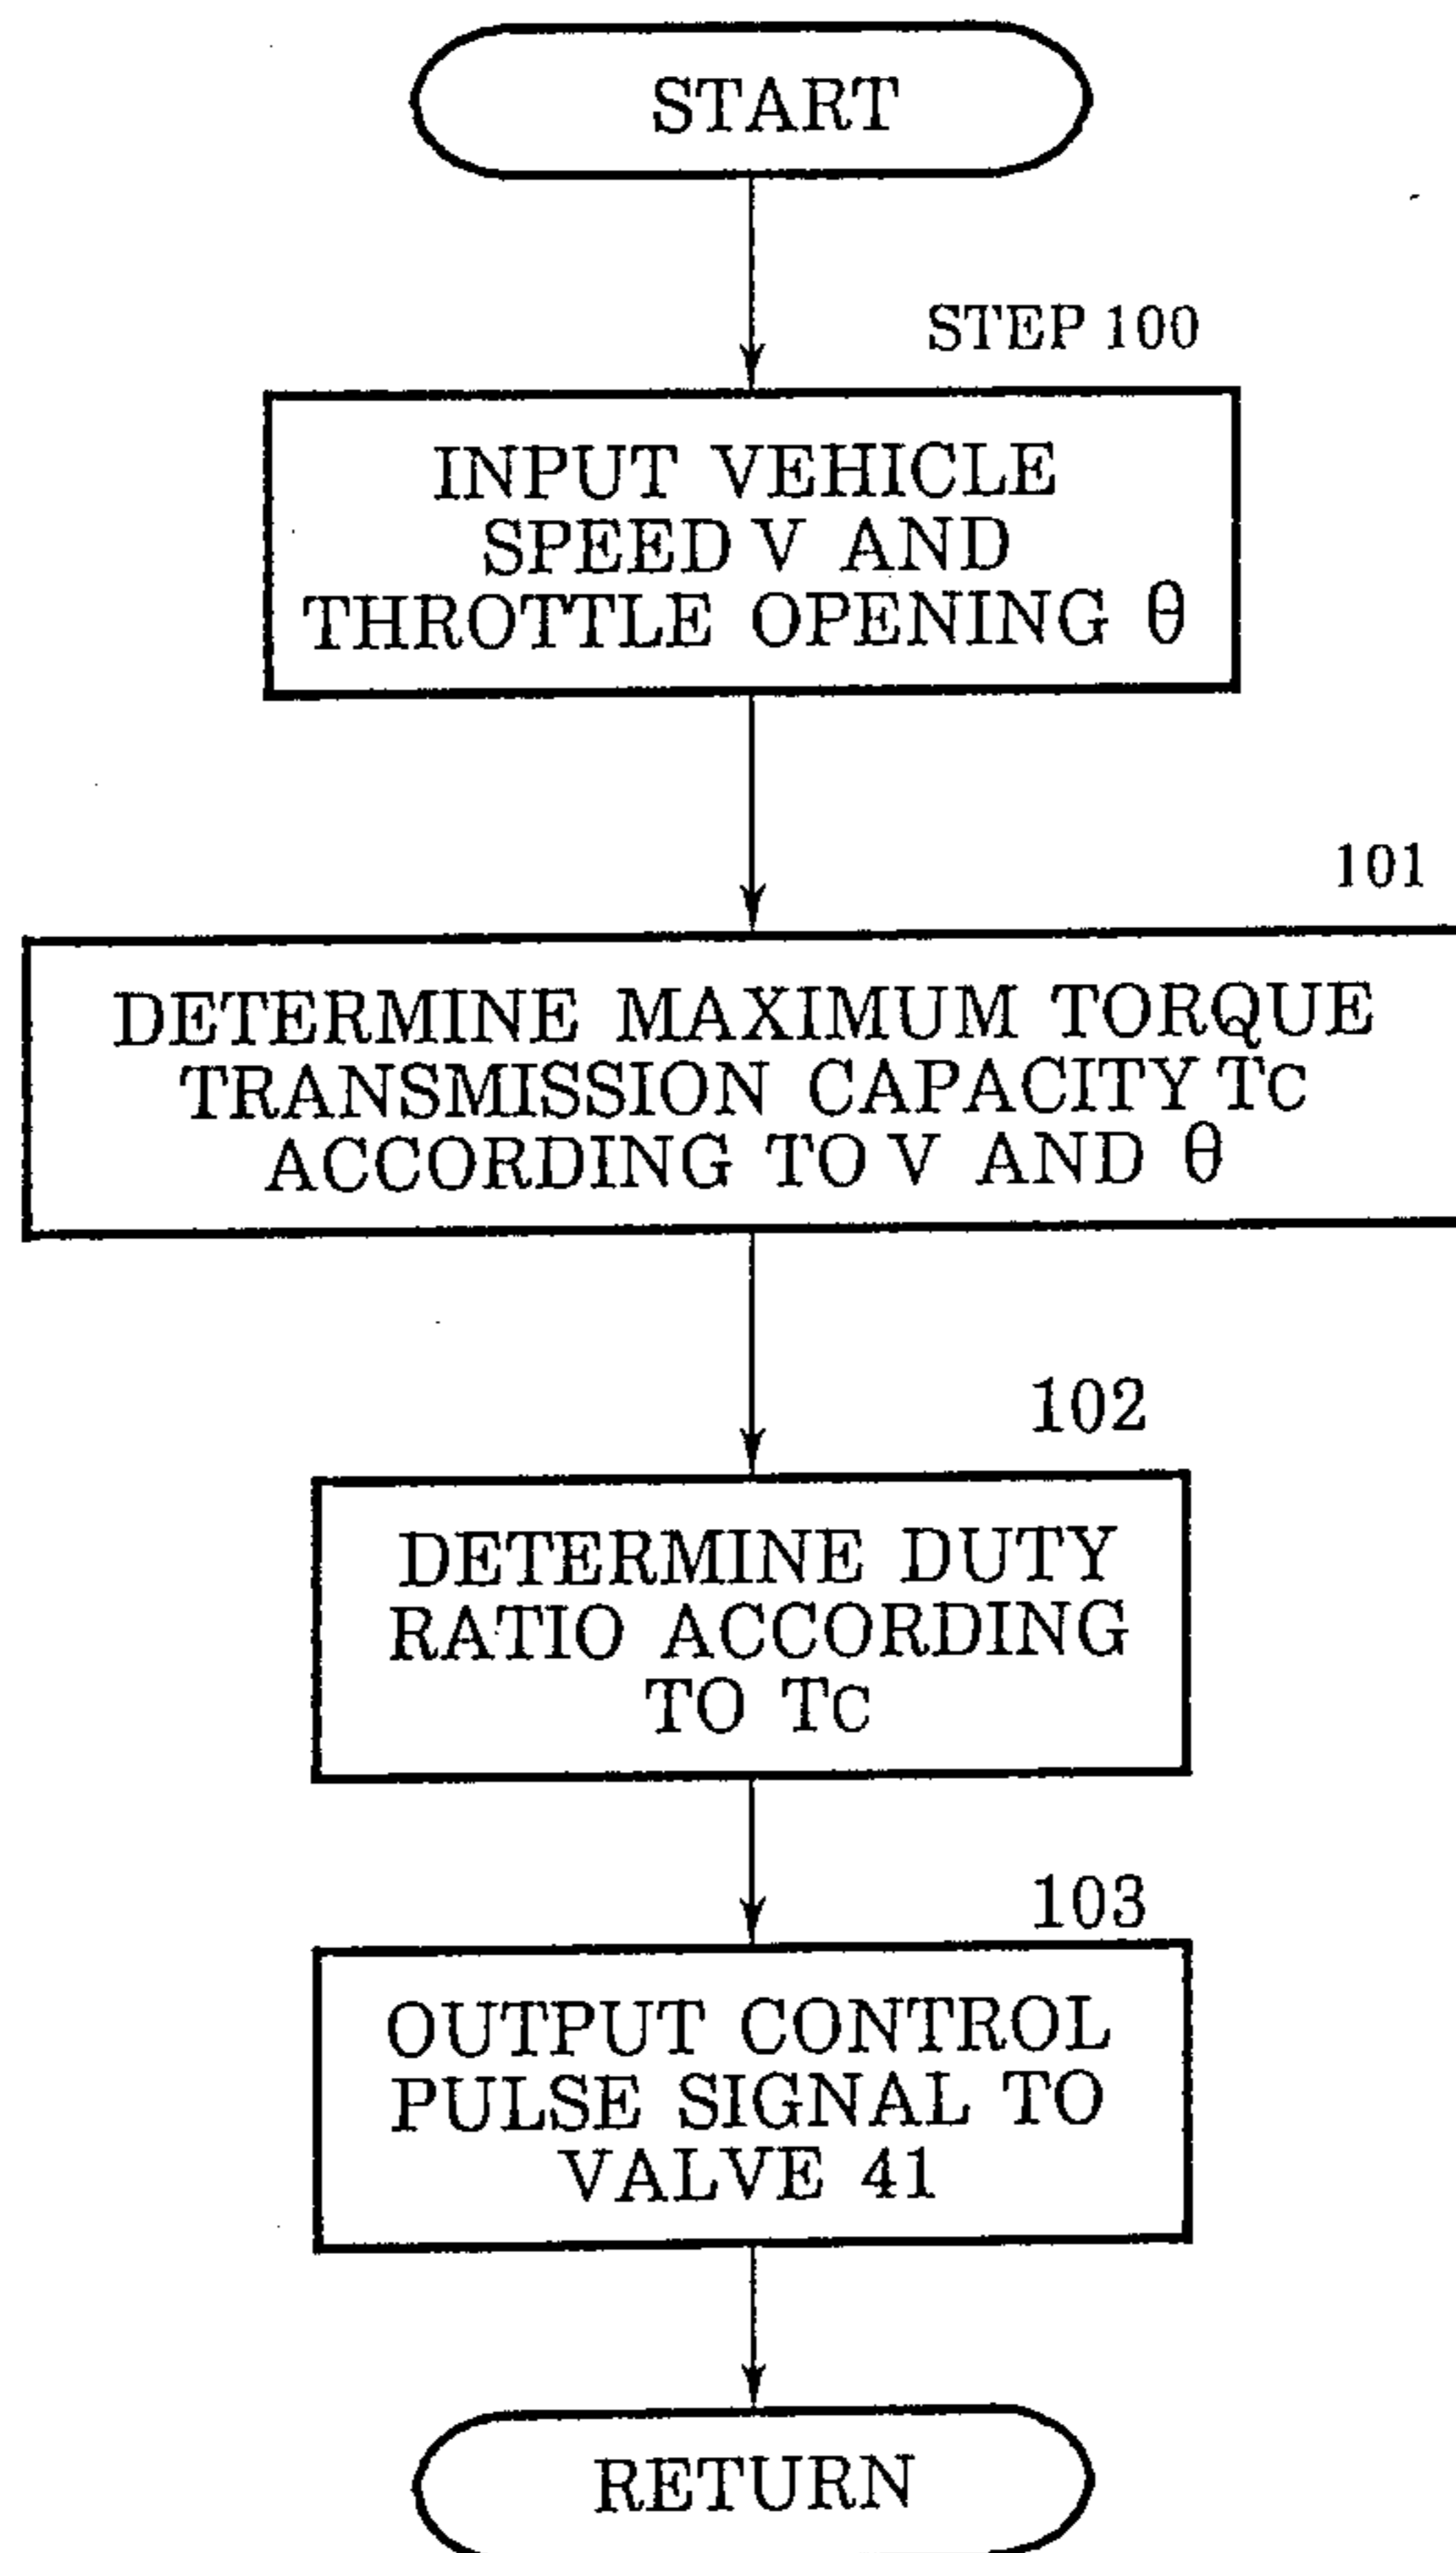 START
STEP 100
INPUT VEHICLE
SPEED V AND
THROTTLE OPENING θ
101
DETERMINE MAXIMUM TORQUE
TRANSMISSION CAPACITY TC
ACCORDING TO V AND θ
102
DETERMINE DUTY
RATIO ACCORDING
TO TC
103
OUTPUT CONTROL
PULSE SIGNAL TO
VALVE 41
RETURN